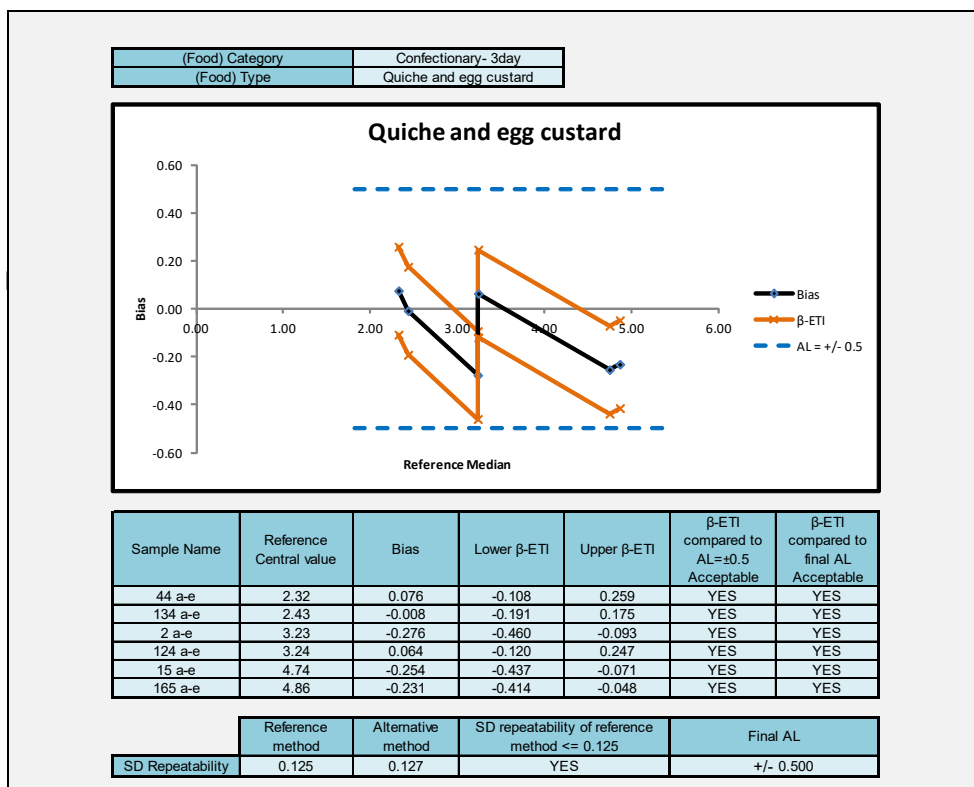 (Food) Category Confectionary- 3day
(Food) Type Quiche and egg custard
Quiche and egg custard
0.60
0.40
0.20
0.00
-0.20
-0.40
-0.60
0.00 1.00 2.00 3.00 4.00 5.00 6.00
Bias
Reference Median
Bias
β-ETI
AL = +/- 0.5
Sample Name Reference Central value Bias Lower β-ETI Upper β-ETI β-ETI compared to AL=±0.5 Acceptable β-ETI compared to final AL Acceptable
44 a-e 2.32 0.076 -0.108 0.259 YES YES
134 a-e 2.43 -0.008 -0.191 0.175 YES YES
2 a-e 3.23 -0.276 -0.460 -0.093 YES YES
124 a-e 3.24 0.064 -0.120 0.247 YES YES
15 a-e 4.74 -0.254 -0.437 -0.071 YES YES
165 a-e 4.86 -0.231 -0.414 -0.048 YES YES
Reference method Alternative method SD repeatability of reference method <= 0.125 Final AL
SD Repeatability 0.125 0.127 YES +/- 0.500